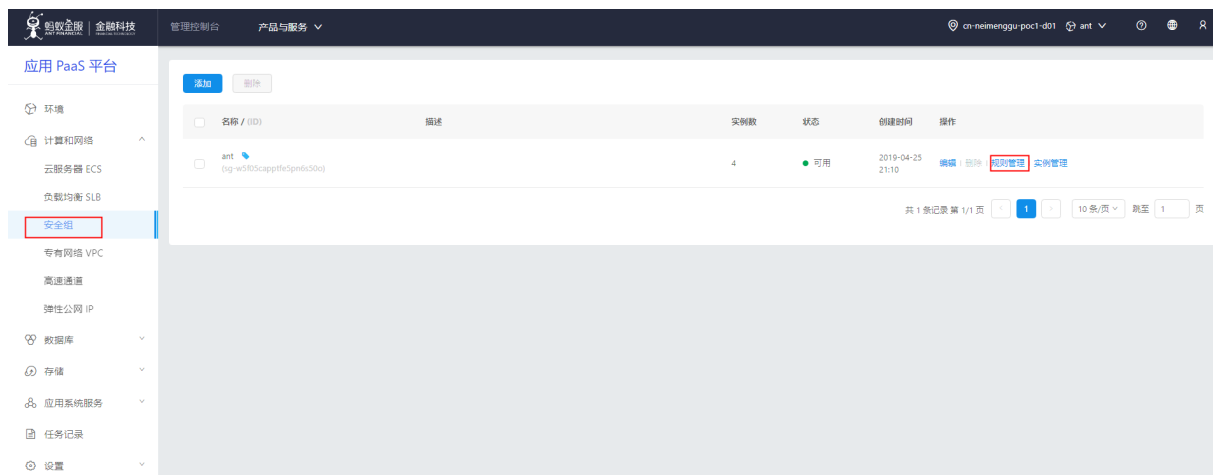 蚂蚁金服 | 金融科技 管理控制台 产品与服务 cn-neimenggu-poc1-d01 ant
ANT FINANCIAL
应用 PaaS 平台
添加 删除
环境
名称 / (ID) 描述 实例数 状态 创建时间 操作
计算和网络
ant
(sg-w5f05capptfe5pn6s50o) 4 可用 2019-04-25 21:10 编辑 删除 规则管理 实例管理
云服务器 ECS
负载均衡 SLB
共 1 条记录 第 1/1 页 1 10 条/页 跳至 1 页
安全组
专有网络 VPC
高速通道
弹性公网 IP
数据库
存储
应用系统服务
任务记录
设置